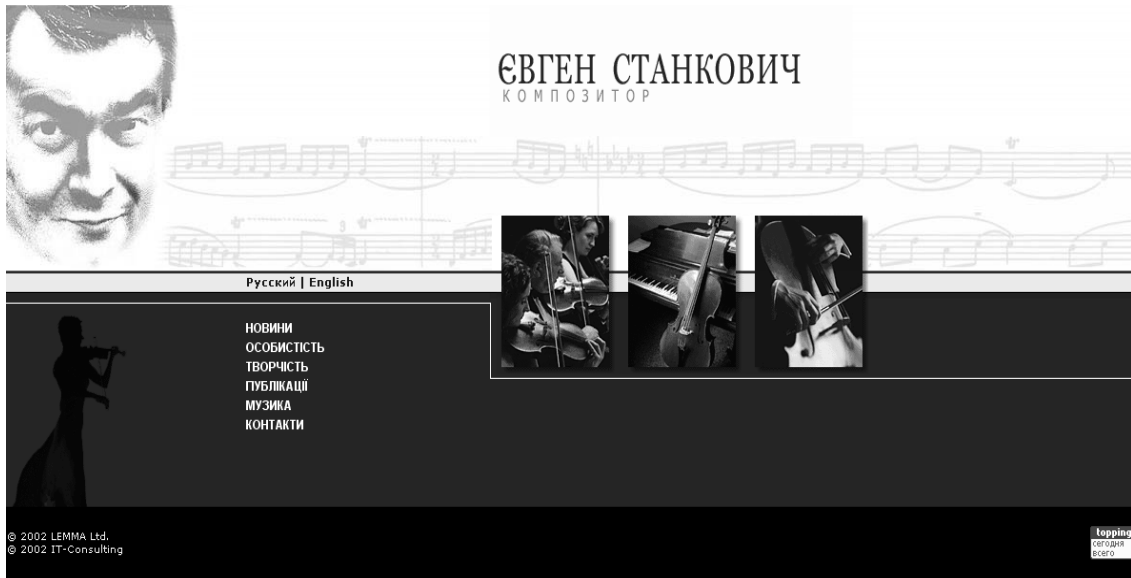 ЄВГЕН СТАНКОВИЧ
КОМПОЗИТОР
Русский | English
НОВИНИ
ОСОБИСТІСТЬ
ТВОРЧІСТЬ
ПУБЛІКАЦІЇ
МУЗИКА
КОНТАКТИ
© 2002 LEMMA Ltd.
© 2002 IT-Consulting
topping
сегодня
всего